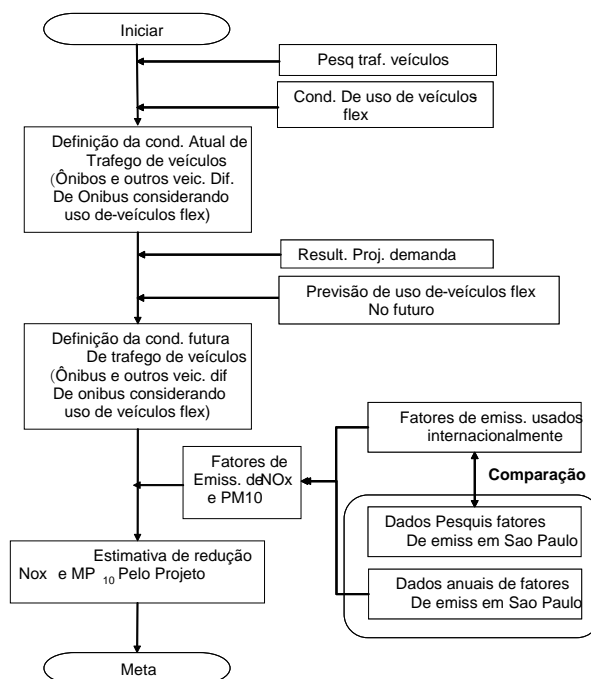 Iniciar
Pesq traf. veículos
Cond. De uso de veículos
flex
Definição da cond. Atual de
Trafego de veículos
(Ônibos e outros veic. Dif.
De Onibus considerando
uso de-veículos flex)
Result. Proj. demanda
Previsão de uso de-veículos flex
No futuro
Definição da cond. futura
De trafego de veículos
(Ônibus e outros veic. dif
De onibus considerando
uso de veículos flex)
Fatores de
Emiss. de NOx
e PM10
Fatores de emiss. usados
internacionalmente
Comparação
Dados Pesquis fatores
De emiss em Sao Paulo
Dados anuais de fatores
De emiss em Sao Paulo
Estimativa de redução
Nox e MP 10 Pelo Projeto
Meta